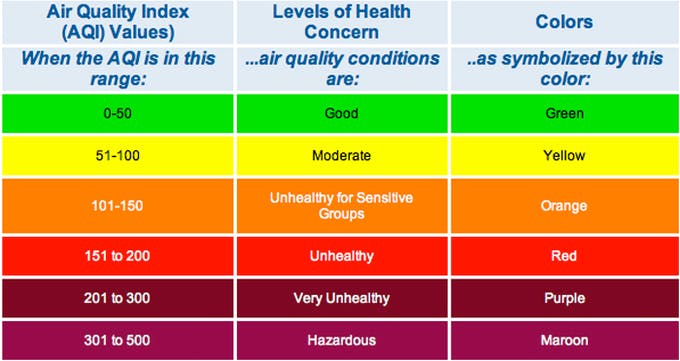 Air Quality Index
(AQI) Values)
Levels of Health
Concern
Colors
When the AQI is in this
range:
...air quality conditions
are:
..as symbolized by this
color:
0-50
Good
Green
51-100
Moderate
Yellow
101-150
Unhealthy for Sensitive
Groups
Orange
151 to 200
Unhealthy
Red
201 to 300
Very Unhealthy
Purple
301 to 500
Hazardous
Maroon